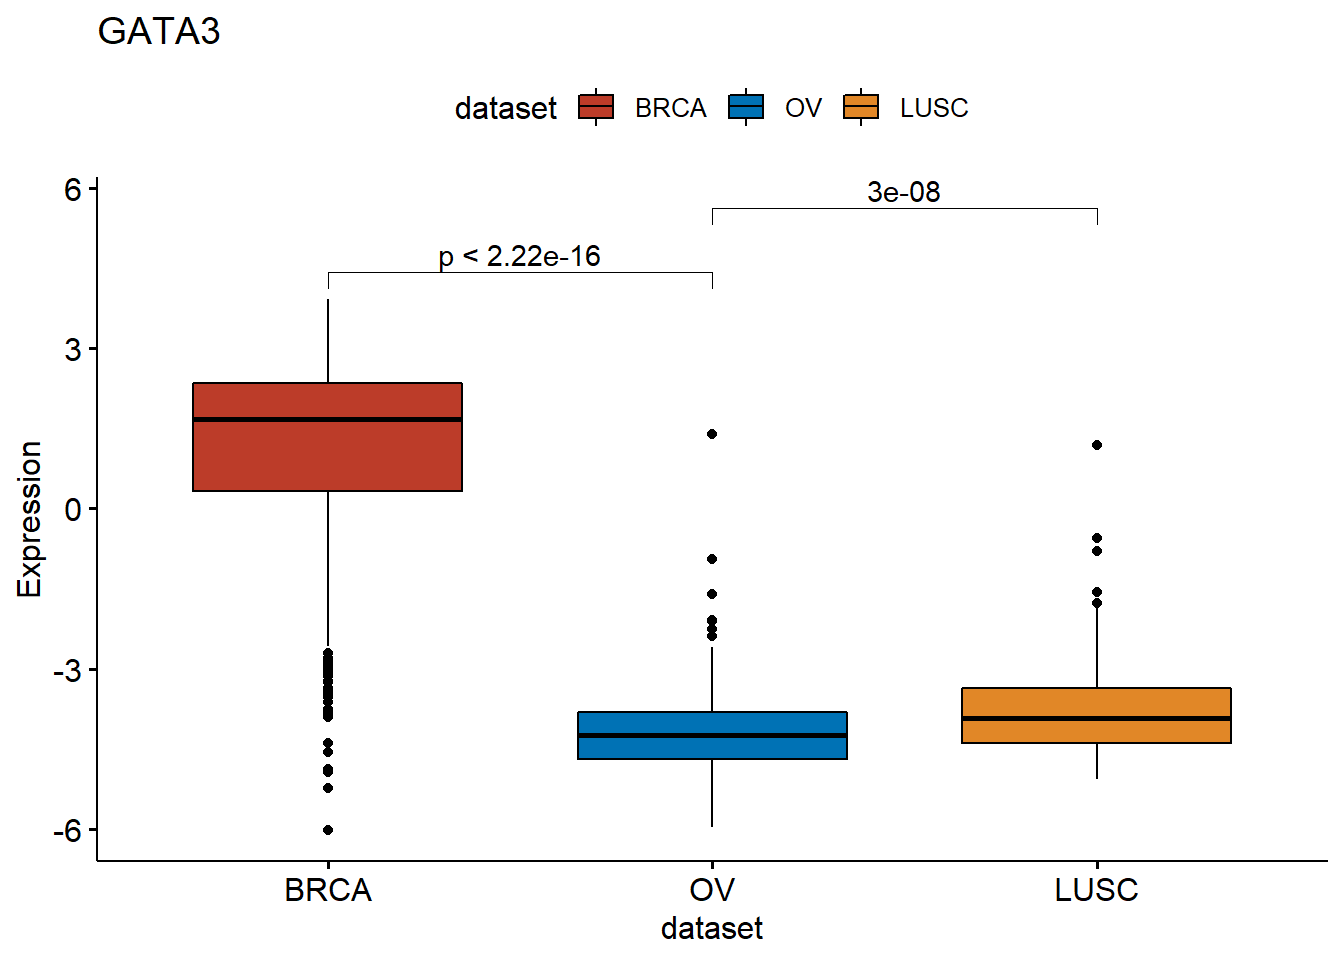 GATA3
dataset BRCA OV LUSC
3e-08
p < 2.22e-16
6
3
0
-3
-6
Expression
BRCA OV LUSC
dataset